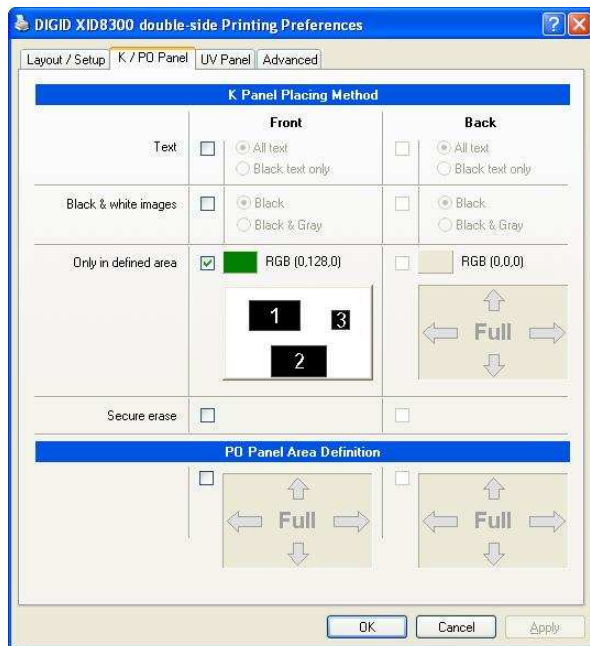 DIGID XID8300 double-side Printing Preferences
Layout / Setup K / PO Panel UV Panel Advanced
K Panel Placing Method
Front Back
Text All text All text
Black text only Black text only
Black & white images Black Black
Black & Gray Black & Gray
Only in defined area RGB (0,128,0) RGB (0,0,0)
1 3
2
Full
Secure erase
PO Panel Area Definition
Full Full
OK Cancel Apply